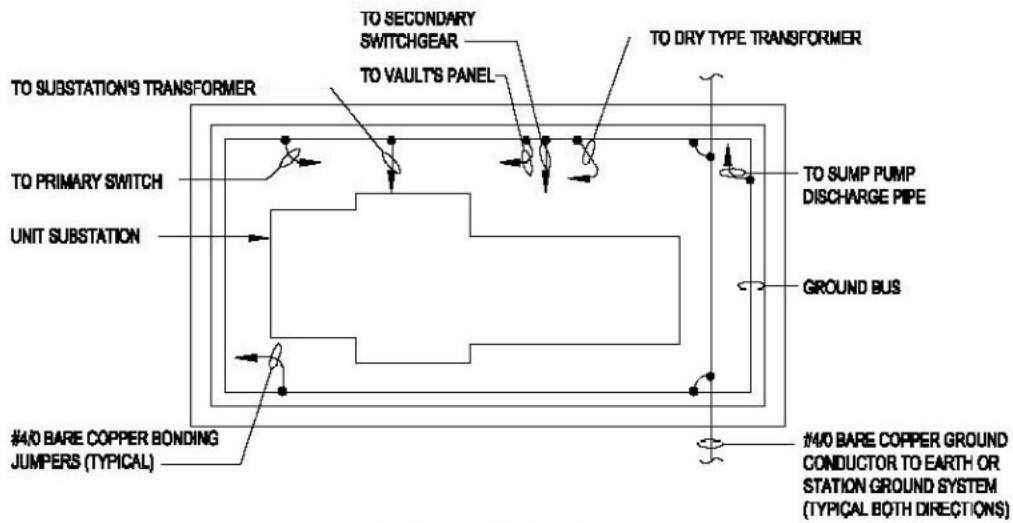 TO SECONDARY
SWITCHGEAR
TO DRY TYPE TRANSFORMER
TO VAULT'S PANEL
TO SUBSTATION'S TRANSFORMER
TO PRIMARY SWITCH
TO SUMP PUMP
DISCHARGE PIPE
UNIT SUBSTATION
GROUND BUS
#4/0 BARE COPPER BONDING
JUMPERS (TYPICAL)
#4/0 BARE COPPER GROUND
CONDUCTOR TO EARTH OR
STATION GROUND SYSTEM
(TYPICAL BOTH DIRECTIONS)